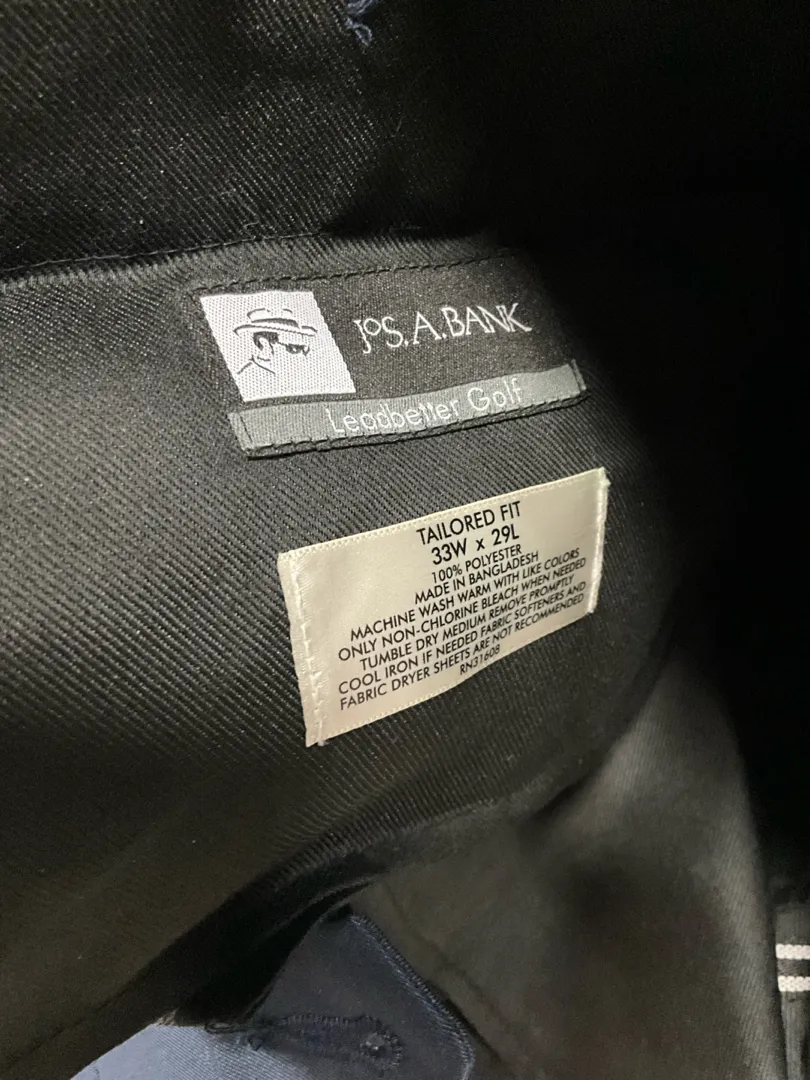 JOS. A. BANK
Leadbetter Golf
TAILORED FIT
33W x 29L
100% POLYESTER
MADE IN BANGLADESH
MACHINE WASH WARM WITH LIKE COLORS
ONLY NON-CHLORINE BLEACH WHEN NEEDED
TUMBLE DRY MEDIUM REMOVE PROMPTLY
COOL IRON IF NEEDED FABRIC SOFTENERS AND
FABRIC DRYER SHEETS ARE NOT RECOMMENDED
RN31608